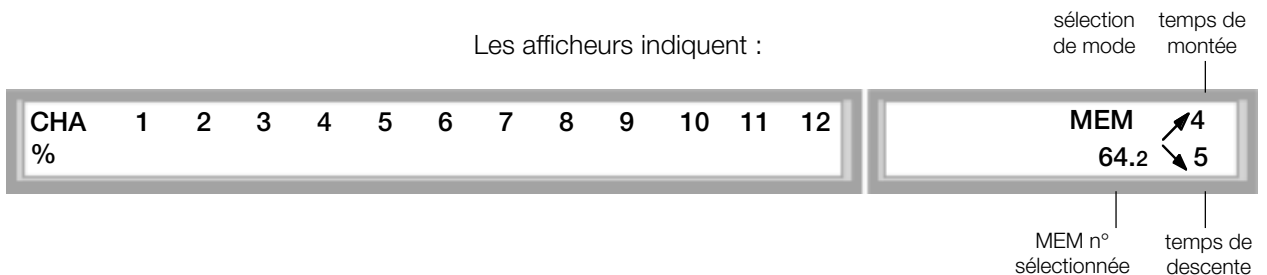 Les afficheurs indiquent :
sélection
de mode
temps de
montée
CHA 1 2 3 4 5 6 7 8 9 10 11 12
%
MEM 4
64.2 5
MEM n°
sélectionnée
temps de
descente